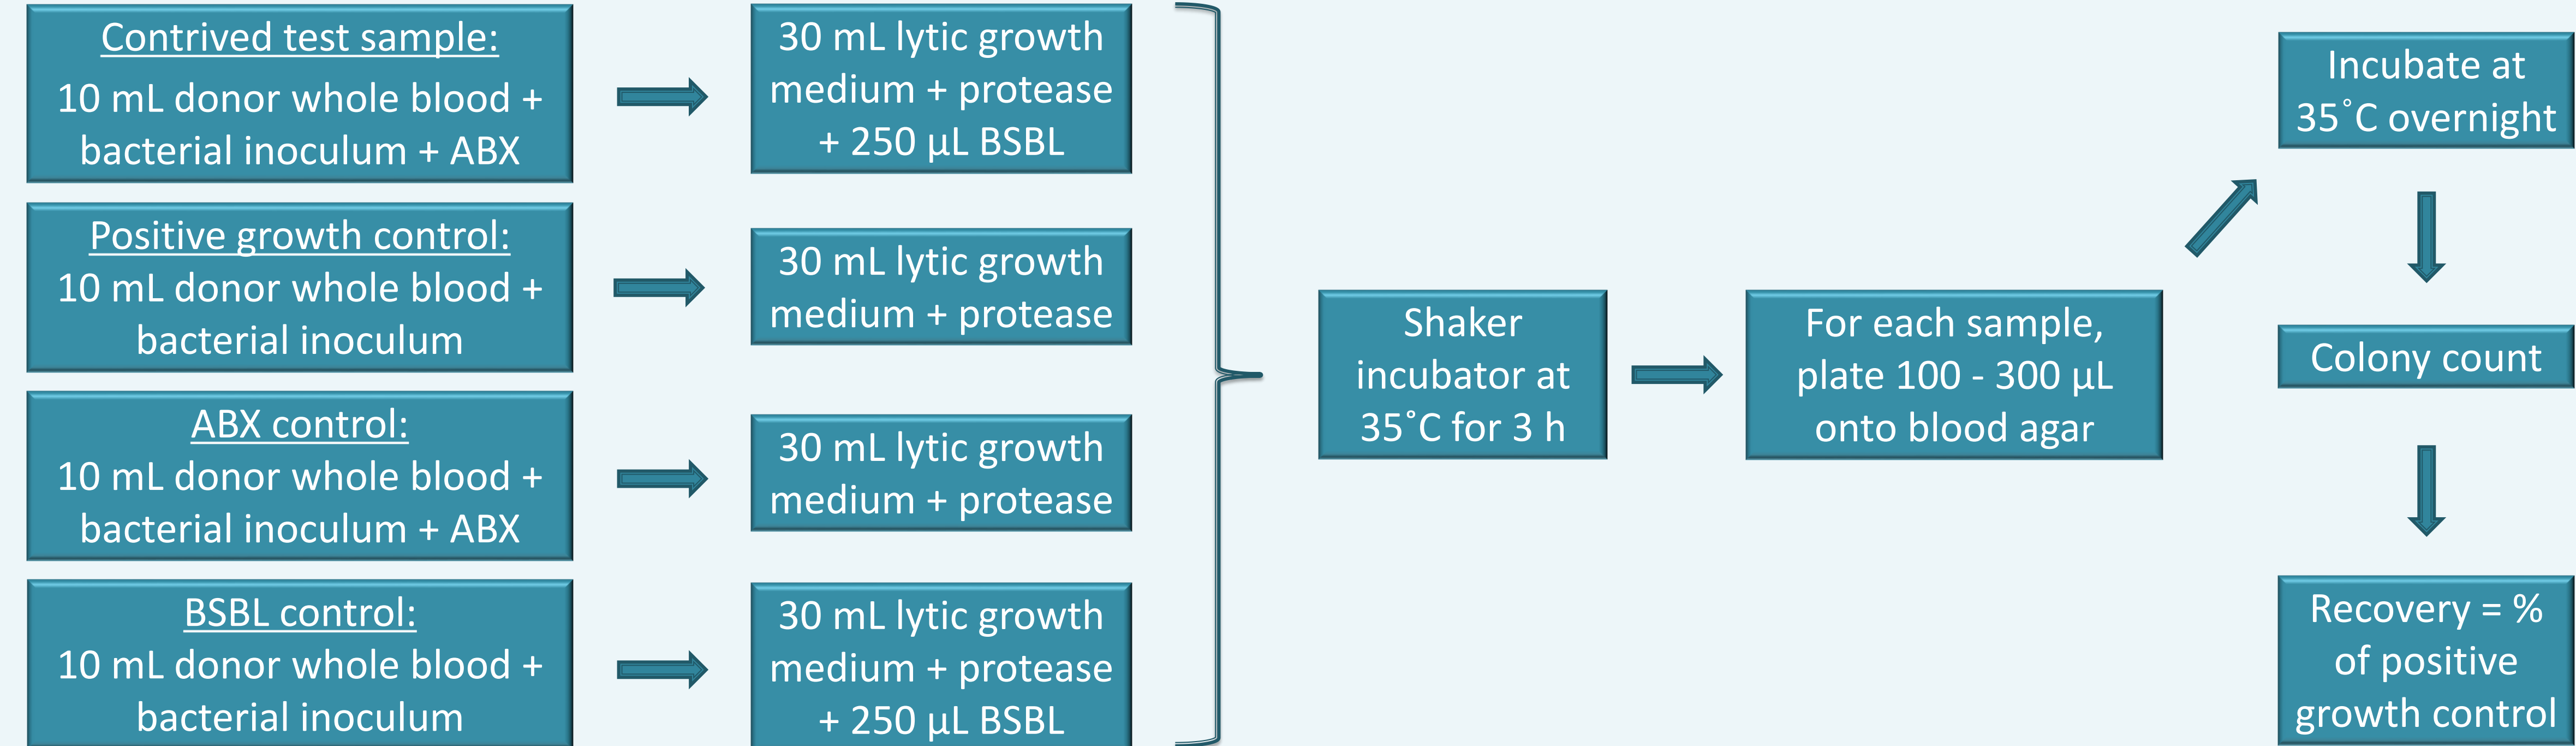 Contrived test sample:
10 mL donor whole blood +
bacterial inoculum + ABX
30 mL lytic growth
medium + protease
+ 250 µL BSBL
Positive growth control:
10 mL donor whole blood +
bacterial inoculum
30 mL lytic growth
medium + protease
ABX control:
10 mL donor whole blood +
bacterial inoculum + ABX
30 mL lytic growth
medium + protease
BSBL control:
10 mL donor whole blood +
bacterial inoculum
30 mL lytic growth
medium + protease
+ 250 µL BSBL
Shaker
incubator at
35˚C for 3 h
For each sample,
plate 100 - 300 µL
onto blood agar
Incubate at
35˚C overnight
Colony count
Recovery = %
of positive
growth control